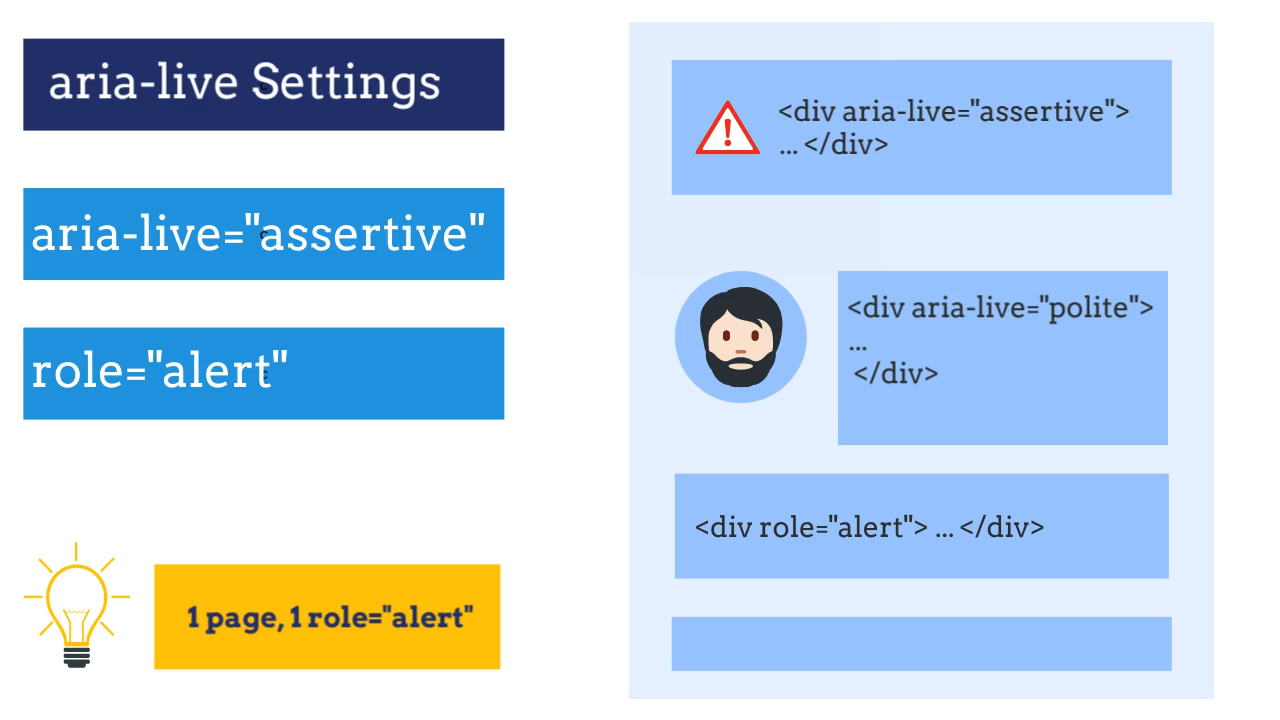 aria-live Settings
aria-live="assertive"
role="alert"
1 page, 1 role="alert"
<div aria-live="assertive">
... </div>
<div aria-live="polite">
...
</div>
<div role="alert"> ... </div>